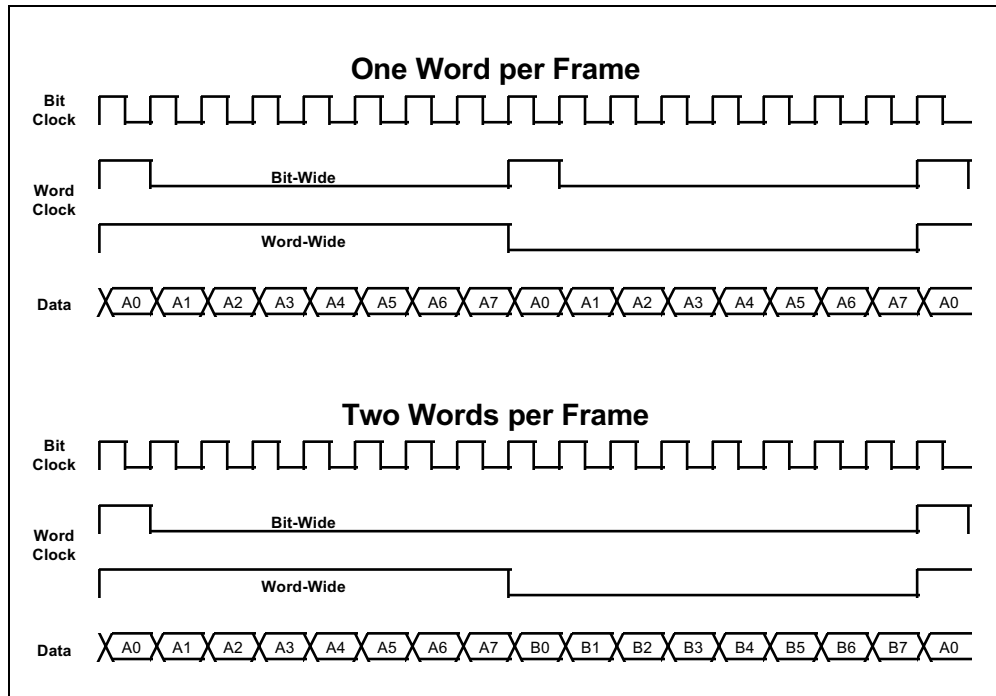 One Word per Frame
Bit
Clock
Bit-Wide
Word
Clock
Word-Wide
Data A0 A1 A2 A3 A4 A5 A6 A7 A0 A1 A2 A3 A4 A5 A6 A7 A0
Two Words per Frame
Bit
Clock
Bit-Wide
Word
Clock
Word-Wide
Data A0 A1 A2 A3 A4 A5 A6 A7 B0 B1 B2 B3 B4 B5 B6 B7 A0